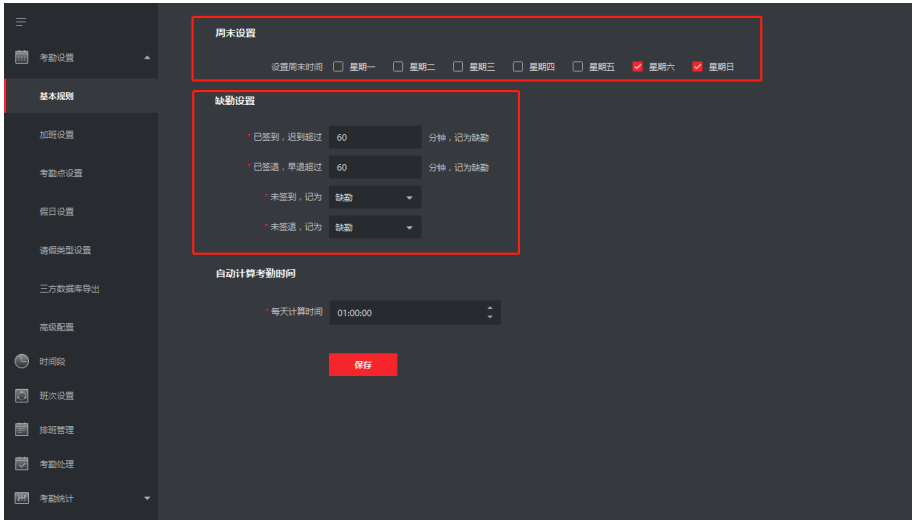 考勤设置
基本规则
加班设置
考勤点设置
假日设置
请假类型设置
三方数据库导出
高级配置
时间段
班次设置
排班管理
考勤处理
考勤统计
周末设置
设置周末时间 星期一 星期二 星期三 星期四 星期五 星期六 星期日
缺勤设置
*已签到，迟到超过 60 分钟，记为缺勤
*已签退，早退超过 60 分钟，记为缺勤
*未签到，记为 缺勤
*未签退，记为 缺勤
自动计算考勤时间
*每天计算时间 01:00:00
保存